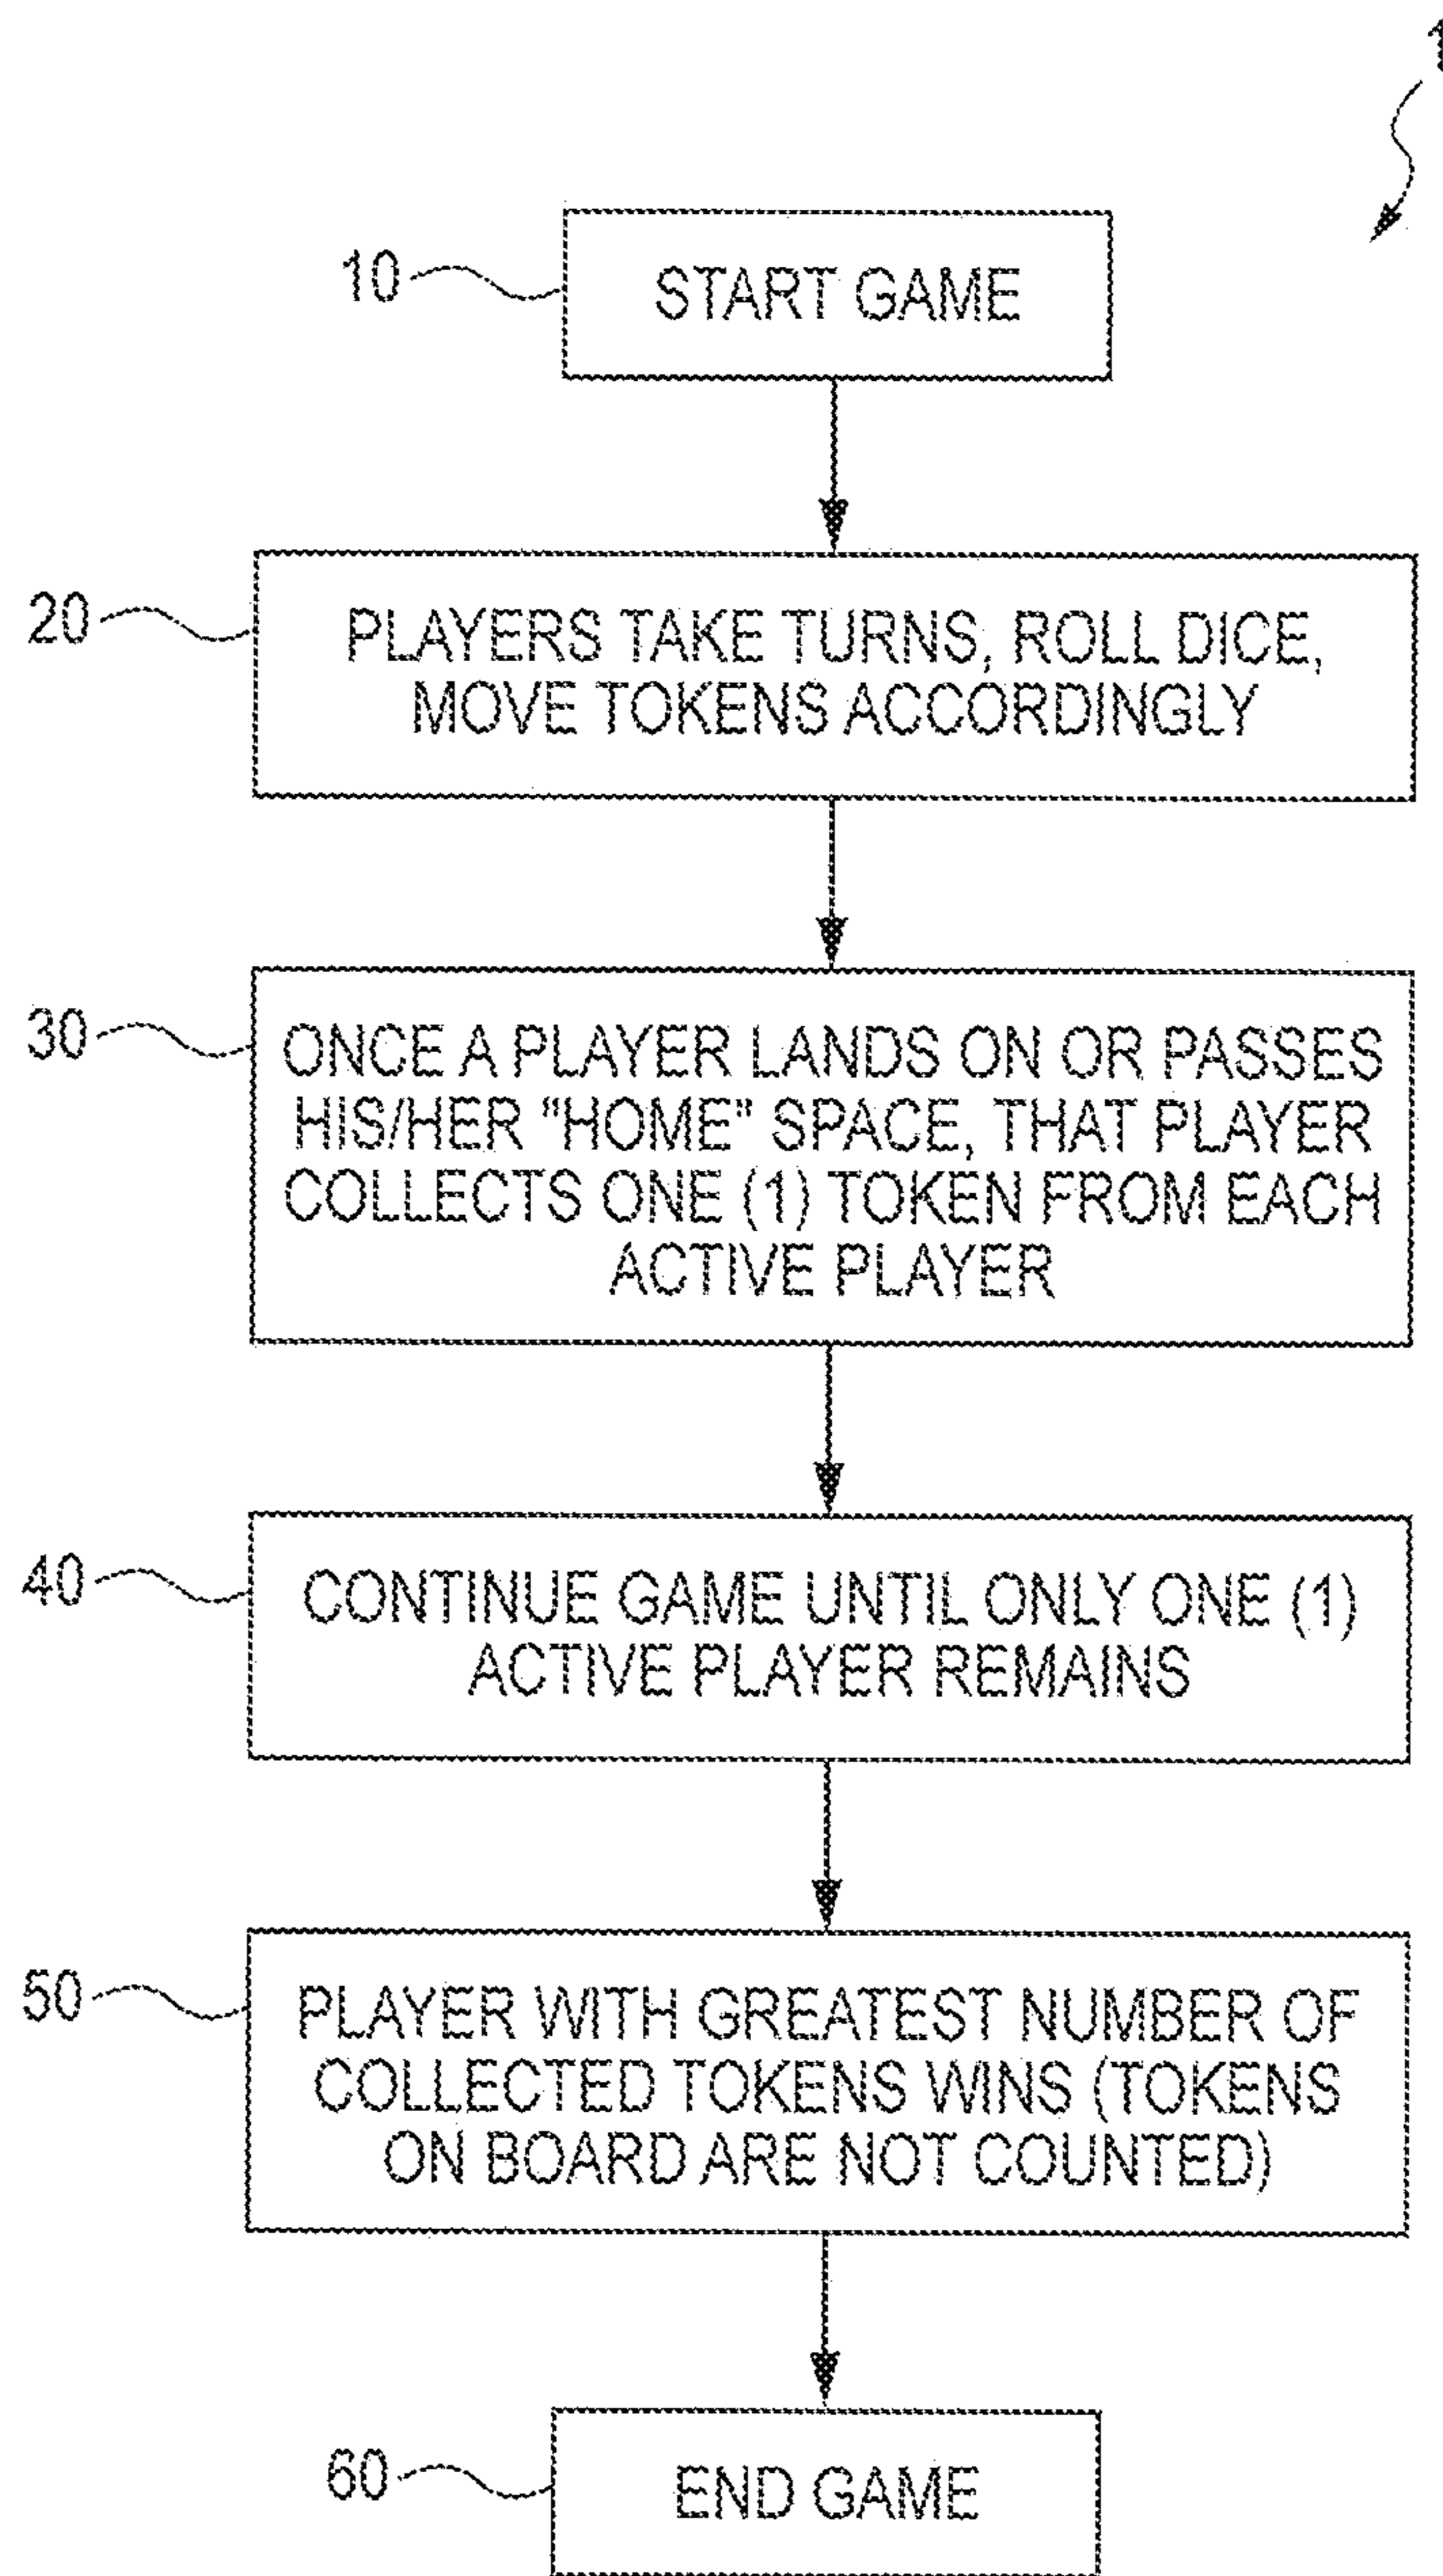 1
10
START GAME
20
PLAYERS TAKE TURNS, ROLL DICE,
MOVE TOKENS ACCORDINGLY
30
ONCE A PLAYER LANDS ON OR PASSES
HIS/HER "HOME" SPACE, THAT PLAYER
COLLECTS ONE (1) TOKEN FROM EACH
ACTIVE PLAYER
40
CONTINUE GAME UNTIL ONLY ONE (1)
ACTIVE PLAYER REMAINS
50
PLAYER WITH GREATEST NUMBER OF
COLLECTED TOKENS WINS (TOKENS
ON BOARD ARE NOT COUNTED)
60
END GAME